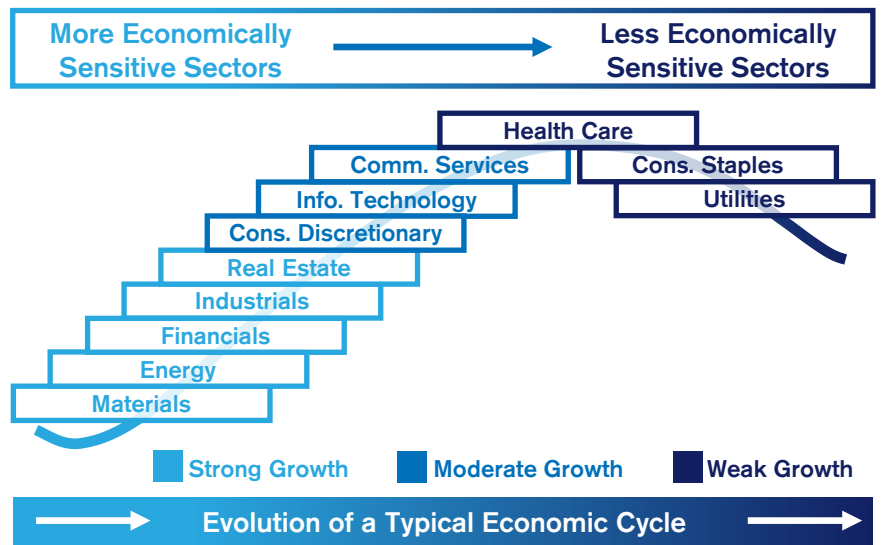 More Economically
Sensitive Sectors
Less Economically
Sensitive Sectors
Health Care
Comm. Services
Cons. Staples
Info. Technology
Utilities
Cons. Discretionary
Real Estate
Industrials
Financials
Energy
Materials
Strong Growth
Moderate Growth
Weak Growth
Evolution of a Typical Economic Cycle